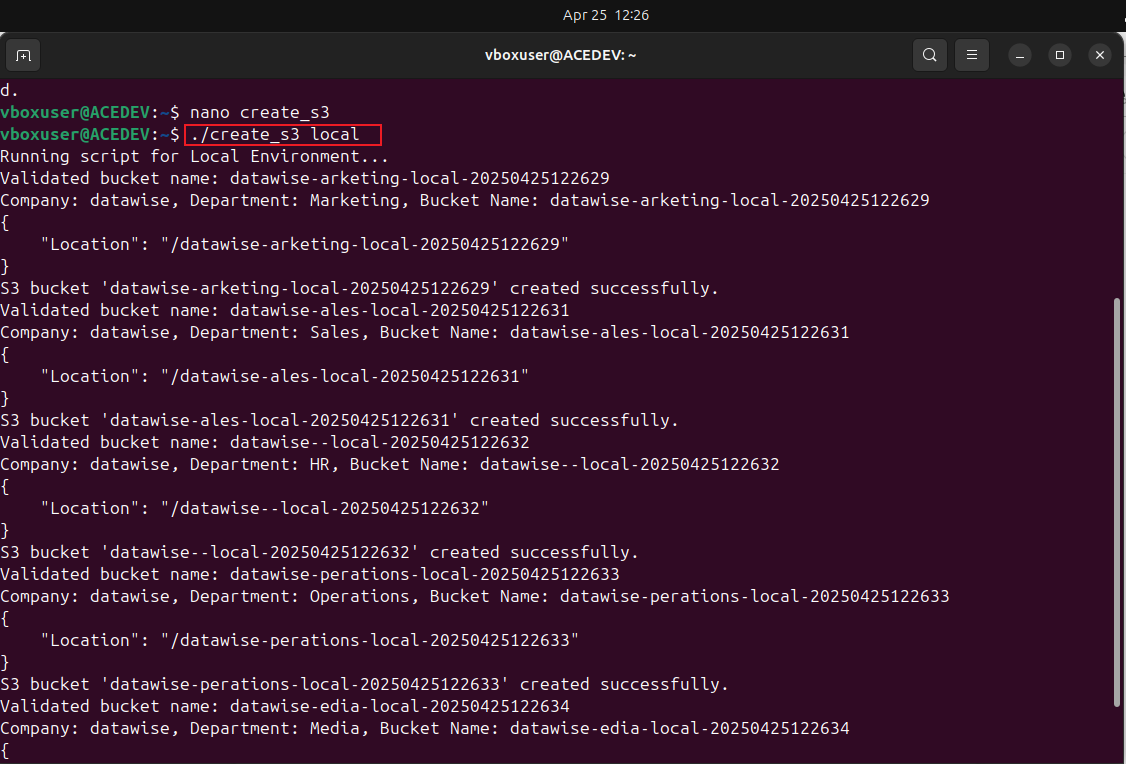 Apr 25 12:26
vboxuser@ACEDEV: ~
d.
vboxuser@ACEDEV:~$ nano create_s3
vboxuser@ACEDEV:~$ ./create_s3 local
Running script for Local Environment...
Validated bucket name: datawise-arketing-local-20250425122629
Company: datawise, Department: Marketing, Bucket Name: datawise-arketing-local-20250425122629
{
    "Location": "/datawise-arketing-local-20250425122629"
}
S3 bucket 'datawise-arketing-local-20250425122629' created successfully.
Validated bucket name: datawise-ales-local-20250425122631
Company: datawise, Department: Sales, Bucket Name: datawise-ales-local-20250425122631
{
    "Location": "/datawise-ales-local-20250425122631"
}
S3 bucket 'datawise-ales-local-20250425122631' created successfully.
Validated bucket name: datawise--local-20250425122632
Company: datawise, Department: HR, Bucket Name: datawise--local-20250425122632
{
    "Location": "/datawise--local-20250425122632"
}
S3 bucket 'datawise--local-20250425122632' created successfully.
Validated bucket name: datawise-perations-local-20250425122633
Company: datawise, Department: Operations, Bucket Name: datawise-perations-local-20250425122633
{
    "Location": "/datawise-perations-local-20250425122633"
}
S3 bucket 'datawise-perations-local-20250425122633' created successfully.
Validated bucket name: datawise-edia-local-20250425122634
Company: datawise, Department: Media, Bucket Name: datawise-edia-local-20250425122634
{